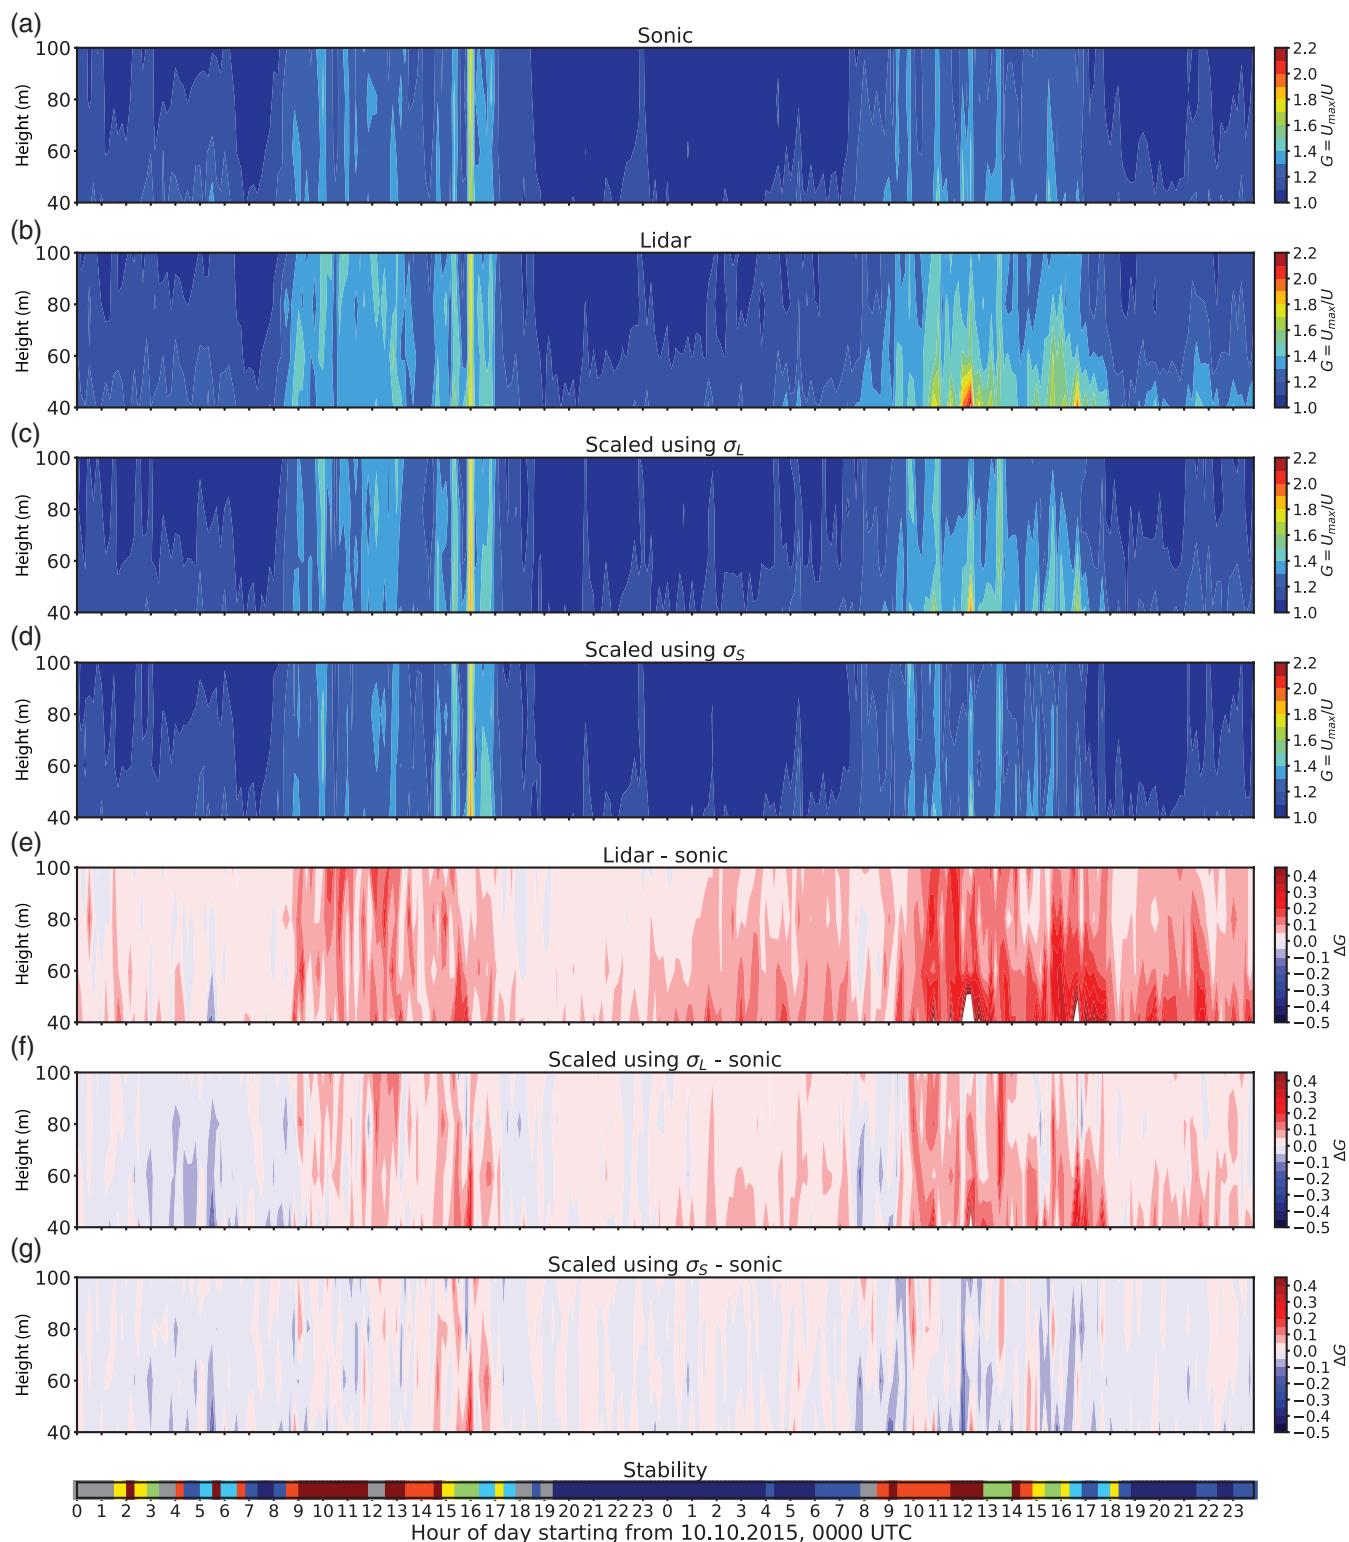 (a)
Sonic
100
80
60
40
Height (m)
2.2
2.0
1.8
1.6
1.4
1.2
1.0
G = Umax/U
(b)
Lidar
100
80
60
40
Height (m)
2.2
2.0
1.8
1.6
1.4
1.2
1.0
G = Umax/U
(c)
Scaled using σL
100
80
60
40
Height (m)
2.2
2.0
1.8
1.6
1.4
1.2
1.0
G = Umax/U
(d)
Scaled using σS
100
80
60
40
Height (m)
2.2
2.0
1.8
1.6
1.4
1.2
1.0
G = Umax/U
(e)
Lidar - sonic
100
80
60
40
Height (m)
0.4
0.3
0.2
0.1
0.0
−0.1
−0.2
−0.3
−0.4
−0.5
ΔG
(f)
Scaled using σL - sonic
100
80
60
40
Height (m)
0.4
0.3
0.2
0.1
0.0
−0.1
−0.2
−0.3
−0.4
−0.5
ΔG
(g)
Scaled using σS - sonic
100
80
60
40
Height (m)
0.4
0.3
0.2
0.1
0.0
−0.1
−0.2
−0.3
−0.4
−0.5
ΔG
Stability
0 1 2 3 4 5 6 7 8 9 10 11 12 13 14 15 16 17 18 19 20 21 22 23 0 1 2 3 4 5 6 7 8 9 10 11 12 13 14 15 16 17 18 19 20 21 22 23
Hour of day starting from 10.10.2015, 0000 UTC